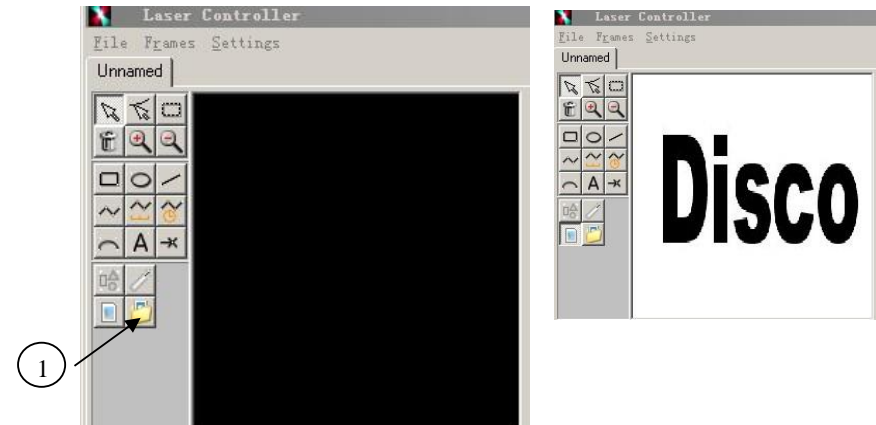 Laser Controller
File Frames Settings
Unnamed
A
1
Laser Controller
File Frames Settings
Unnamed
A
Disco